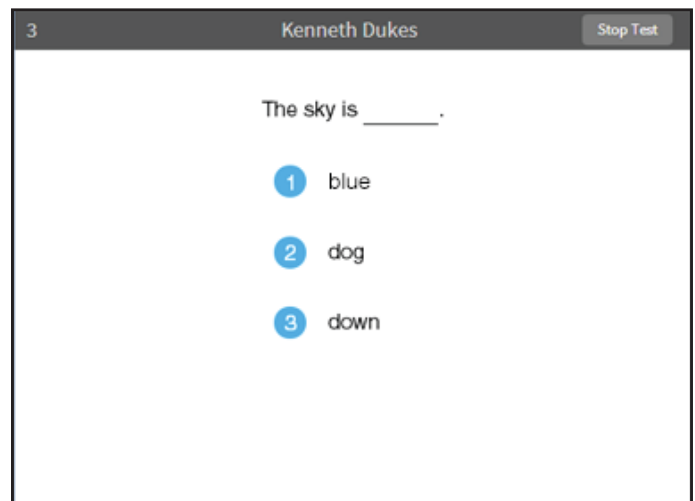 3 Kenneth Dukes Stop Test
The sky is ______.
1 blue
2 dog
3 down